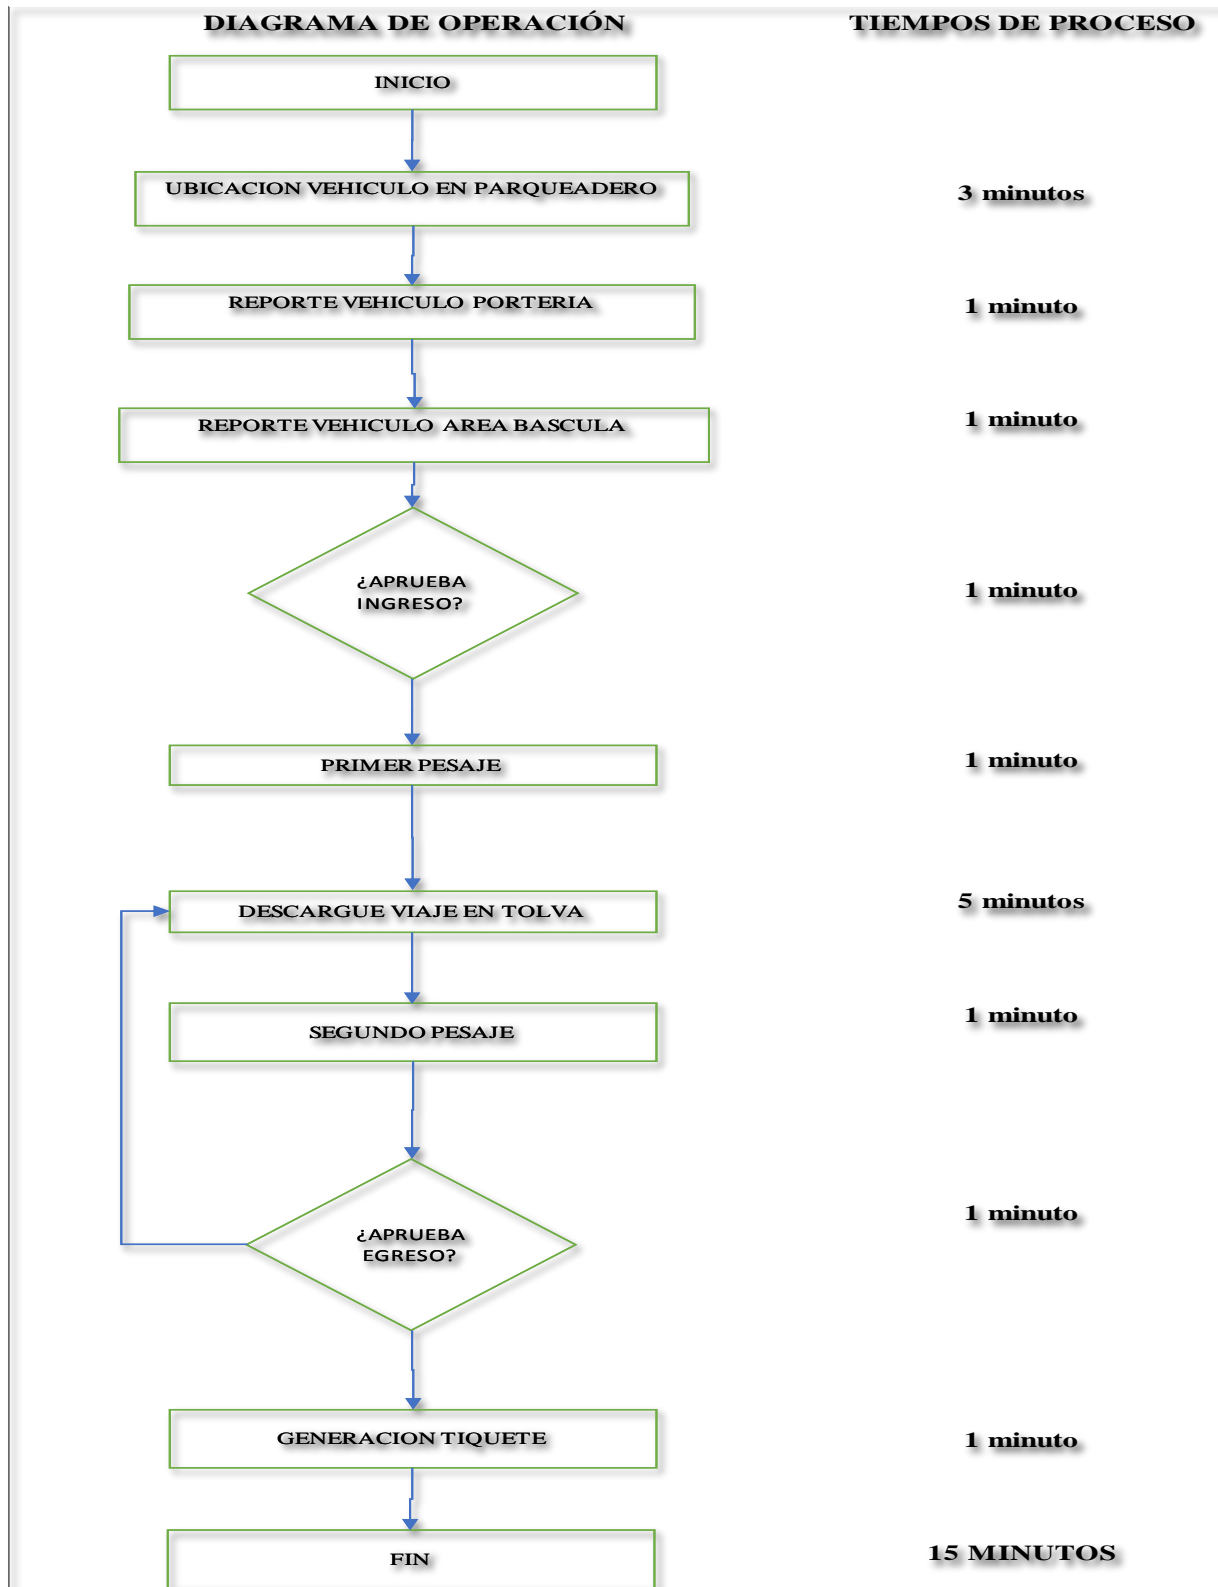 DIAGRAMA DE OPERACIÓN TIEMPOS DE PROCESO
INICIO
UBICACION VEHICULO EN PARQUEADERO 3 minutos
REPORTE VEHICULO PORTERIA 1 minuto
REPORTE VEHICULO AREA BASCULA 1 minuto
¿APRUEBA
INGRESO? 1 minuto
PRIMER PESAJE 1 minuto
DESCARGUE VIAJE EN TOLVA 5 minutos
SEGUNDO PESAJE 1 minuto
¿APRUEBA
EGRESO? 1 minuto
GENERACION TIQUETE 1 minuto
FIN 15 MINUTOS